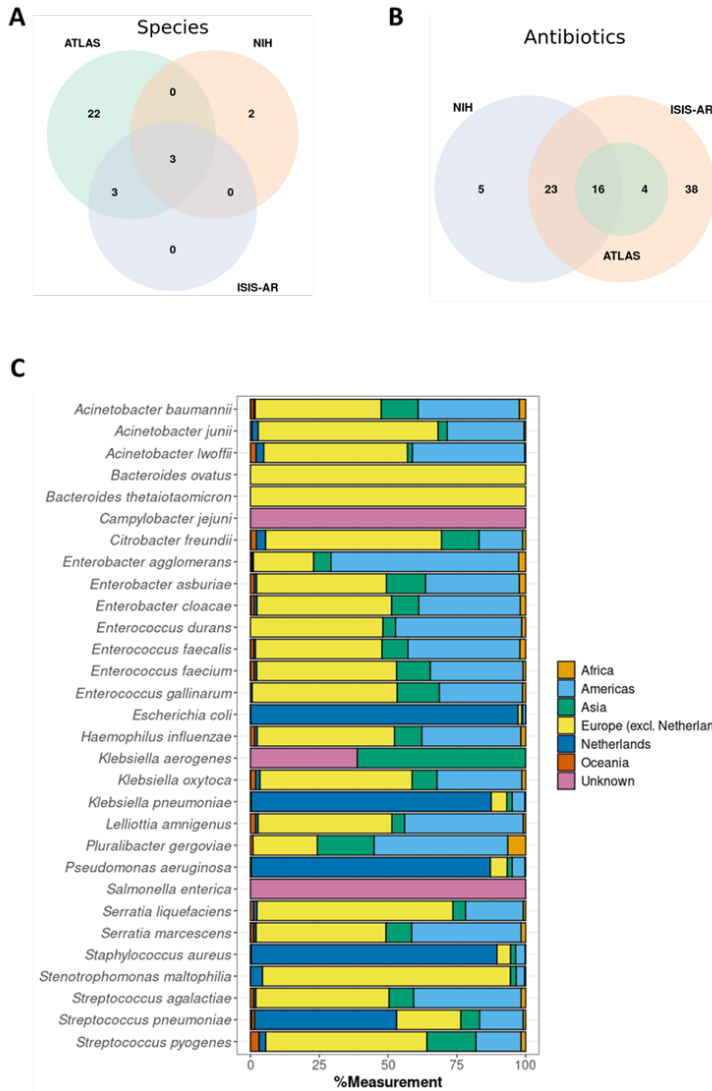 A
Species
ATLAS
NIH
0
22
2
3
3
0
0
ISIS-AR
B
Antibiotics
NIH
ISIS-AR
5
23
16
4
38
ATLAS
C
Acinetobacter baumannii
Acinetobacter junii
Acinetobacter lwoffii
Bacteroides ovatus
Bacteroides thetaiotaomicron
Campylobacter jejuni
Citrobacter freundii
Enterobacter agglomerans
Enterobacter asburiae
Enterobacter cloacae
Enterococcus durans
Enterococcus faecalis
Enterococcus faecium
Enterococcus gallinarum
Escherichia coli
Haemophilus influenzae
Klebsiella aerogenes
Klebsiella oxytoca
Klebsiella pneumoniae
Lelliottia amnigenus
Pluralibacter gergoviae
Pseudomonas aeruginosa
Salmonella enterica
Serratia liquefaciens
Serratia marcescens
Staphylococcus aureus
Stenotrophomonas maltophilia
Streptococcus agalactiae
Streptococcus pneumoniae
Streptococcus pyogenes
0
25
50
75
100
%Measurement
Africa
Americas
Asia
Europe (excl. Netherlan
Netherlands
Oceania
Unknown